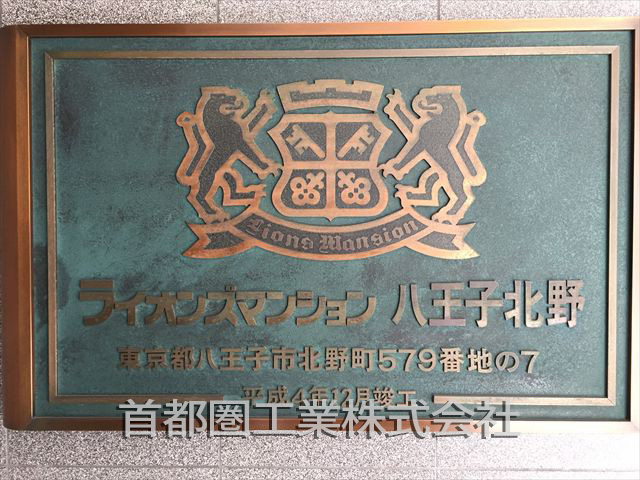 Lions Mansion
ライオンズマンション 八王子北野
東京都八王子市北野町579番地の7
平成4年12月竣工
首都圏工業株式会社